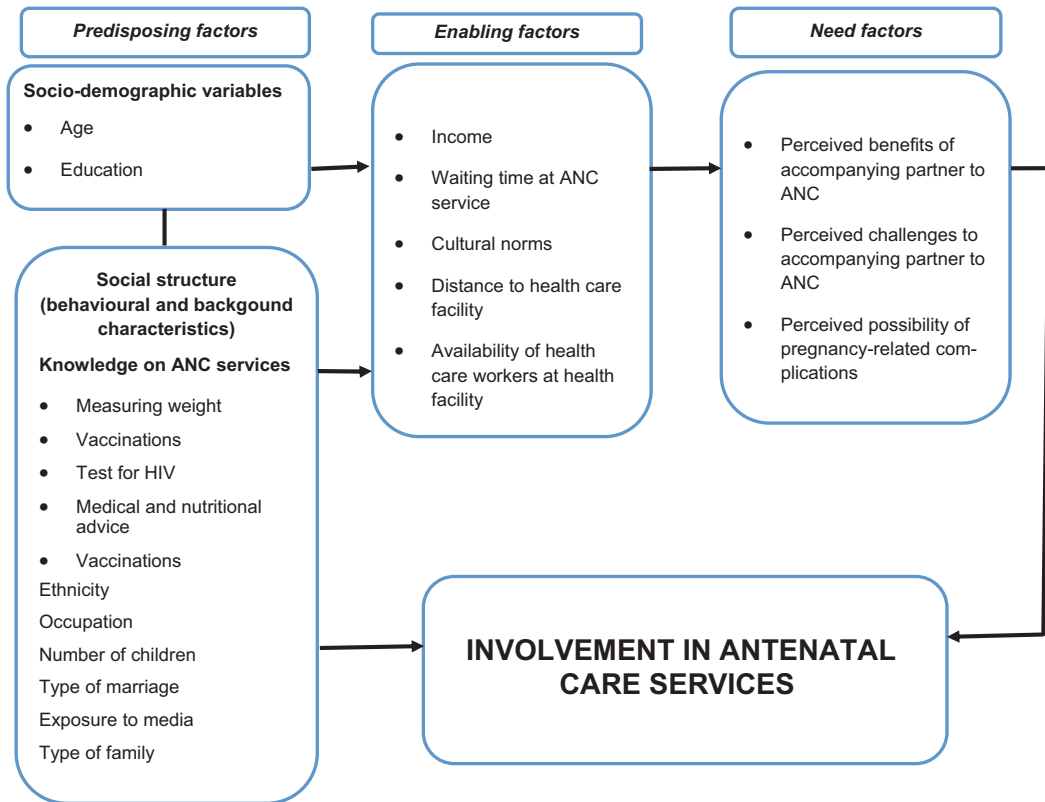 Predisposing factors
Enabling factors
Need factors
Socio-demographic variables
• Age
• Education
Social structure
(behavioural and backgound
characteristics)
Knowledge on ANC services
• Measuring weight
• Vaccinations
• Test for HIV
• Medical and nutritional
advice
• Vaccinations
Ethnicity
Occupation
Number of children
Type of marriage
Exposure to media
Type of family
• Income
• Waiting time at ANC
service
• Cultural norms
• Distance to health care
facility
• Availability of health
care workers at health
facility
• Perceived benefits of
accompanying partner to
ANC
• Perceived challenges to
accompanying partner to
ANC
• Perceived possibility of
pregnancy-related com-
plications
INVOLVEMENT IN ANTENATAL
CARE SERVICES